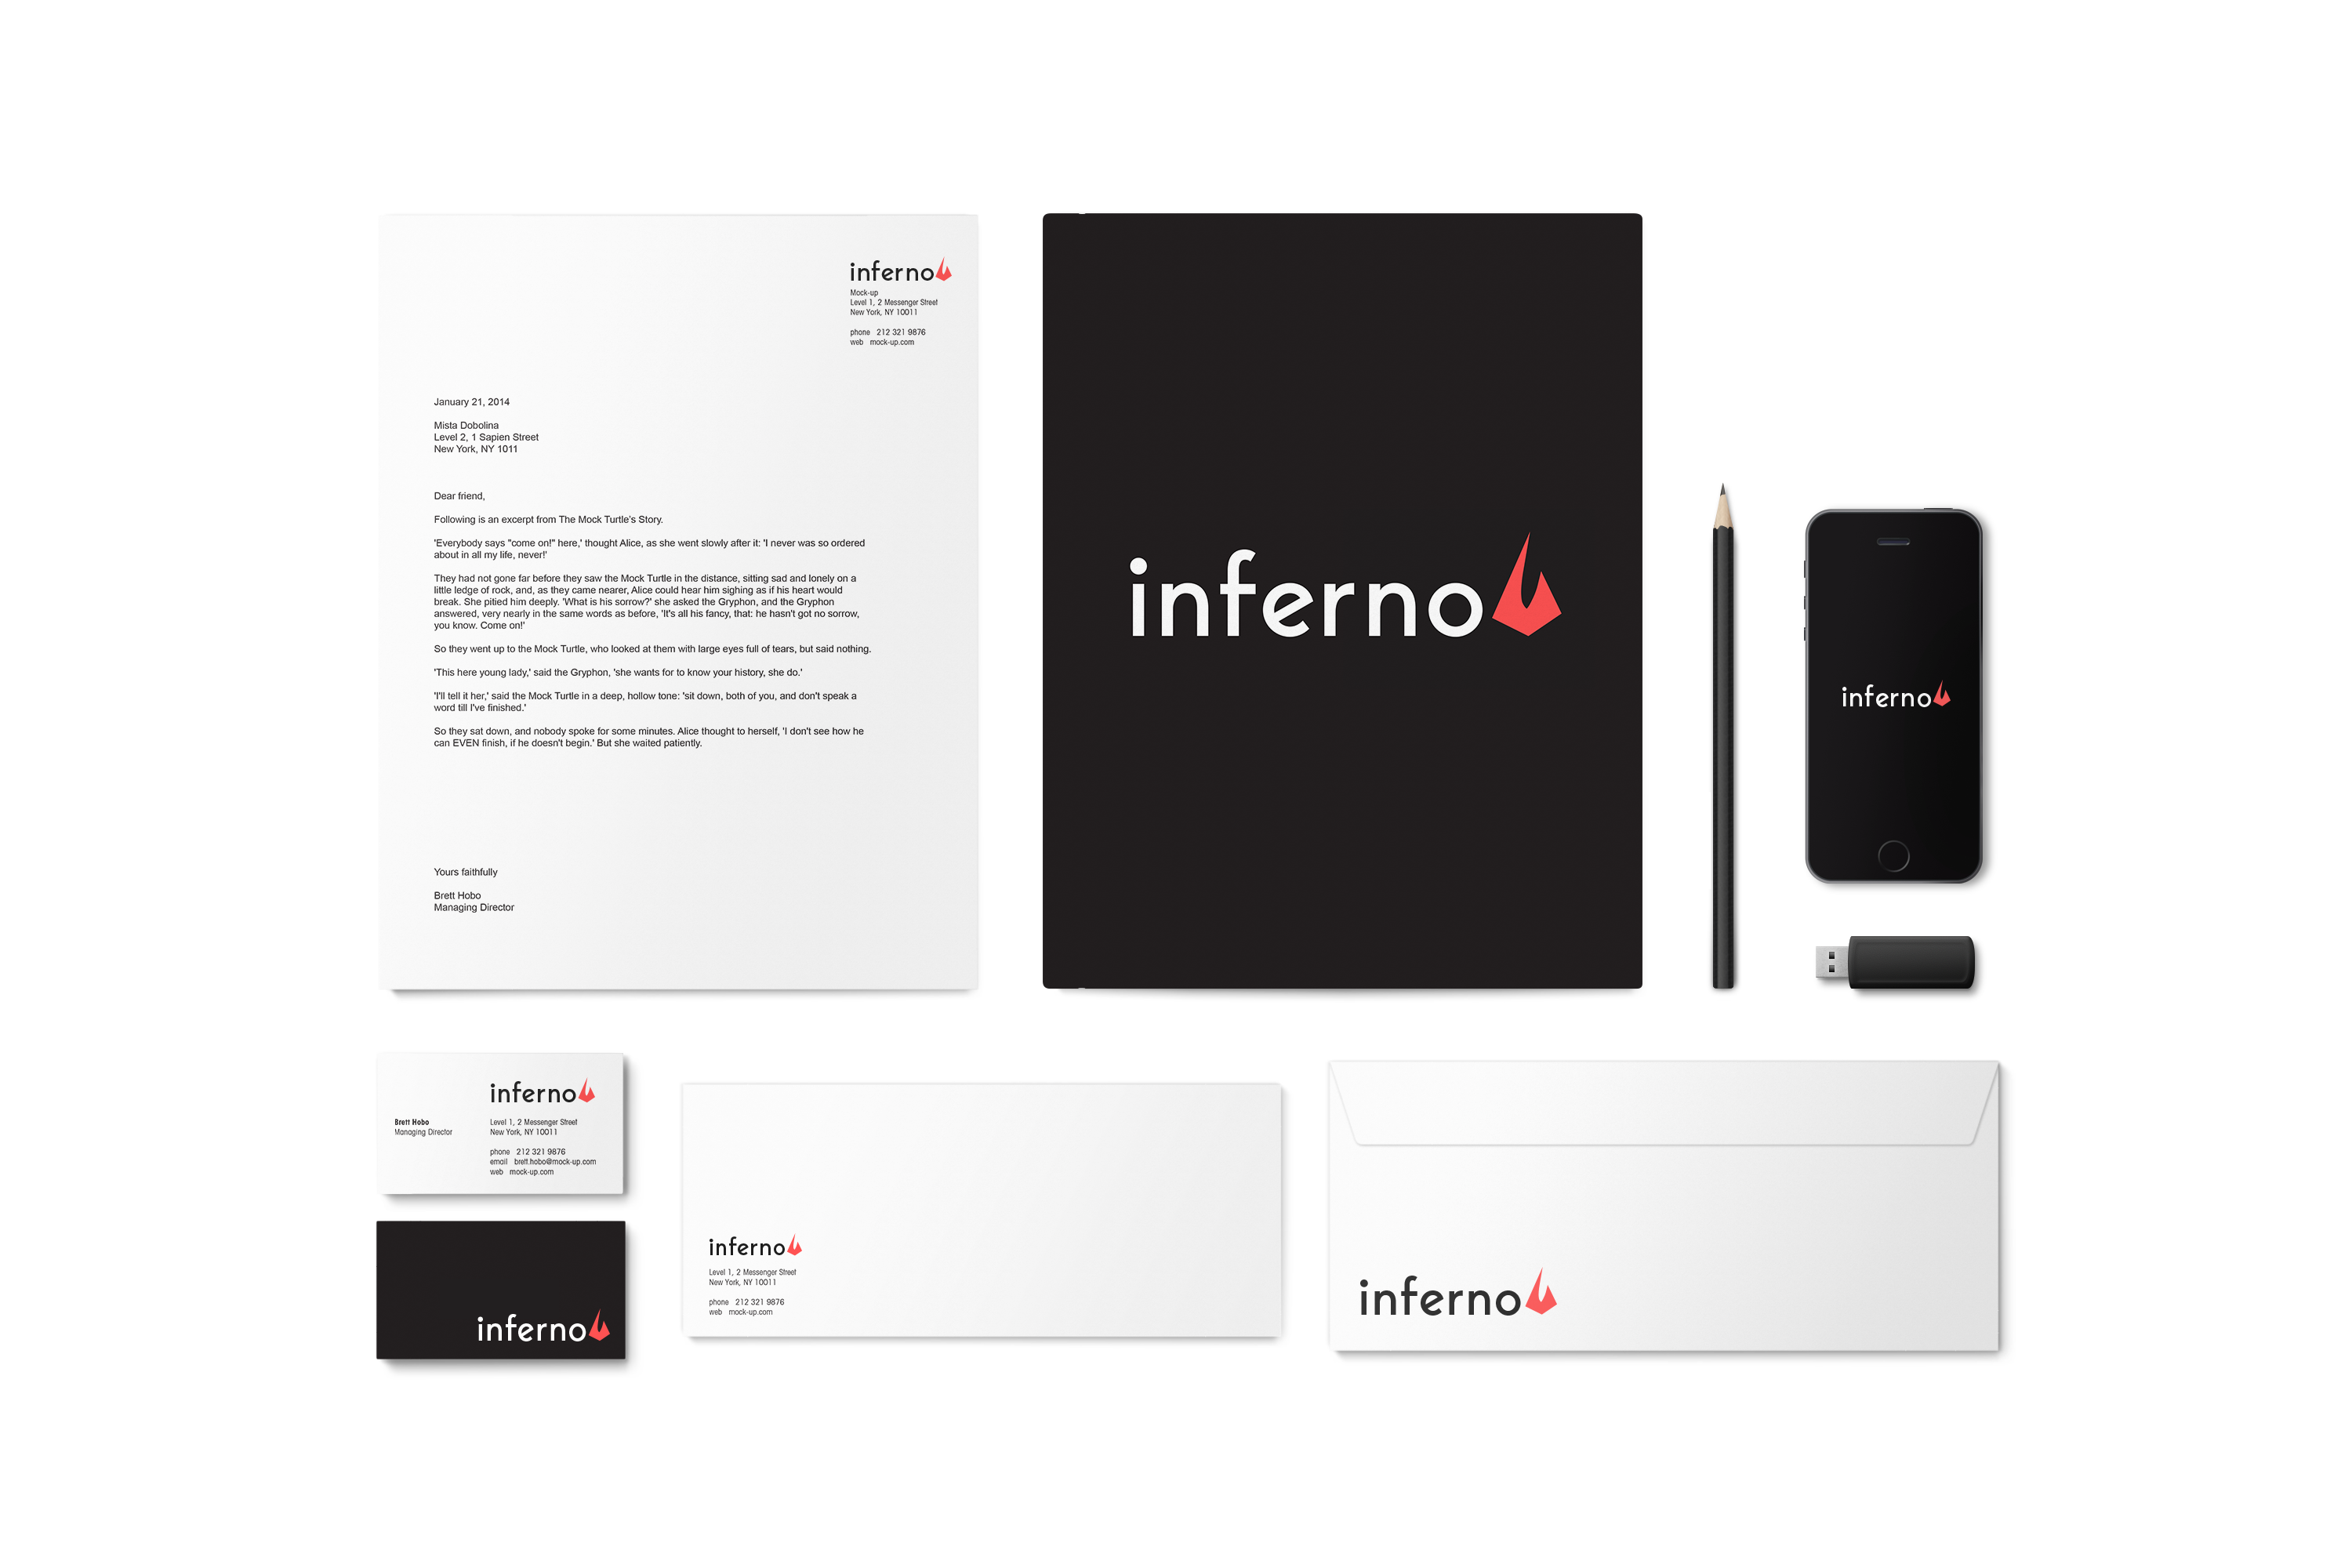 inferno
Mock-up
Level 1, 2 Messenger Street
New York, NY 10011
phone 212 321 9876
web mock-up.com
January 21, 2014
Mista Dobolina
Level 2, 1 Sapien Street
New York, NY 1011
Dear friend,
Following is an excerpt from The Mock Turtle's Story.
'Everybody says "come on!" here,' thought Alice, as she went slowly after it: 'I never was so ordered
about in all my life, never!'
They had not gone far before they saw the Mock Turtle in the distance, sitting sad and lonely on a
little ledge of rock, and, as they came nearer, Alice could hear him sighing as if his heart would
break. She pitied him deeply. 'What is his sorrow?' she asked the Gryphon, and the Gryphon
answered, very nearly in the same words as before, 'It's all his fancy, that: he hasn't got no sorrow,
you know. Come on!'
So they went up to the Mock Turtle, who looked at them with large eyes full of tears, but said nothing.
'This here young lady,' said the Gryphon, 'she wants for to know your history, she do.'
'I'll tell it her,' said the Mock Turtle in a deep, hollow tone: 'sit down, both of you, and don't speak a
word till I've finished.'
So they sat down, and nobody spoke for some minutes. Alice thought to herself, 'I don't see how he
can EVEN finish, if he doesn't begin.' But she waited patiently.
Yours faithfully
Brett Hobo
Managing Director
inferno
inferno
inferno
Brett Hobo
Managing Director
Level 1, 2 Messenger Street
New York, NY 10011
phone 212 321 9876
email brett.hobo@mock-up.com
web mock-up.com
inferno
inferno
Level 1, 2 Messenger Street
New York, NY 10011
phone 212 321 9876
web mock-up.com
inferno